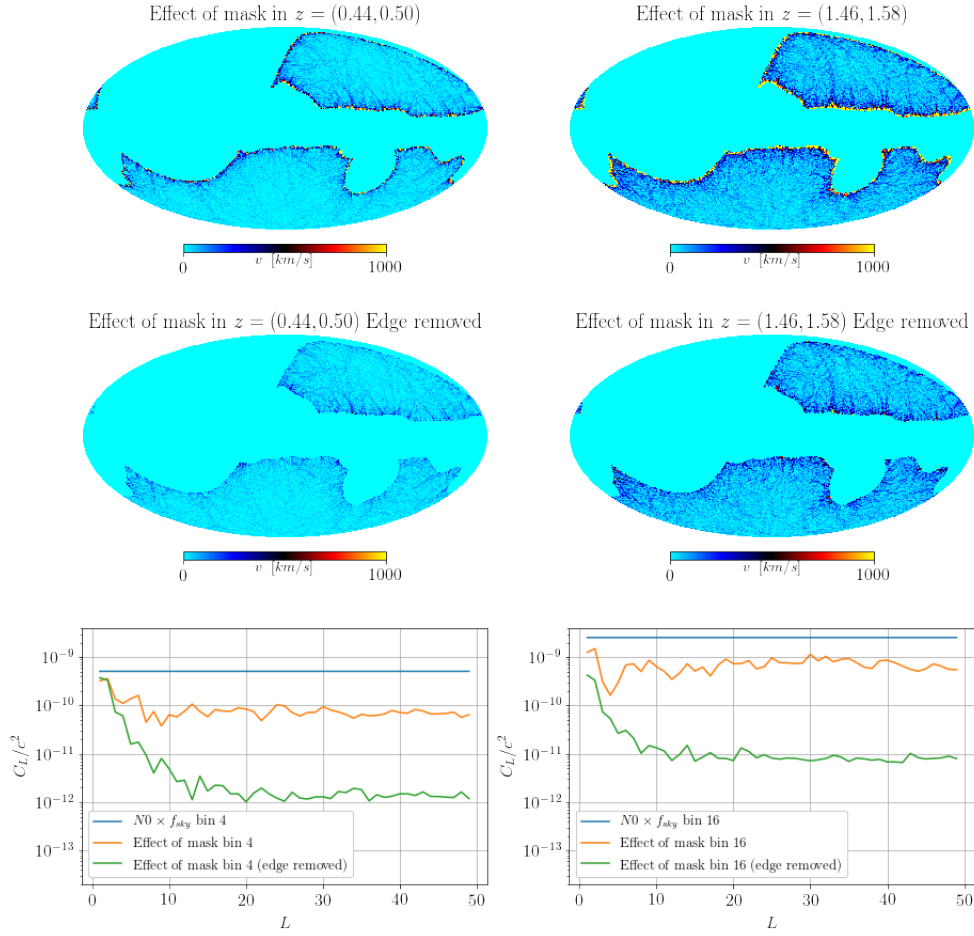 Effect of mask in z = (0.44, 0.50)
Effect of mask in z = (1.46, 1.58)
0 v [km/s] 1000
0 v [km/s] 1000
Effect of mask in z = (0.44, 0.50) Edge removed
Effect of mask in z = (1.46, 1.58) Edge removed
0 v [km/s] 1000
0 v [km/s] 1000
10⁻⁹
10⁻¹⁰
10⁻¹¹
10⁻¹²
10⁻¹³
C_L/c²
N0 × f_sky bin 4
Effect of mask bin 4
Effect of mask bin 4 (edge removed)
0 10 20 30 40 50
L
10⁻⁹
10⁻¹⁰
10⁻¹¹
10⁻¹²
10⁻¹³
C_L/c²
N0 × f_sky bin 16
Effect of mask bin 16
Effect of mask bin 16 (edge removed)
0 10 20 30 40 50
L